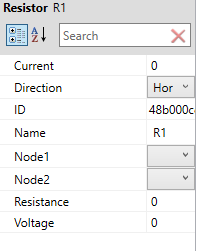 Resistor R1
A
Z
Search
Current 0
Direction Hor
ID 48b000c
Name R1
Node1
Node2
Resistance 0
Voltage 0